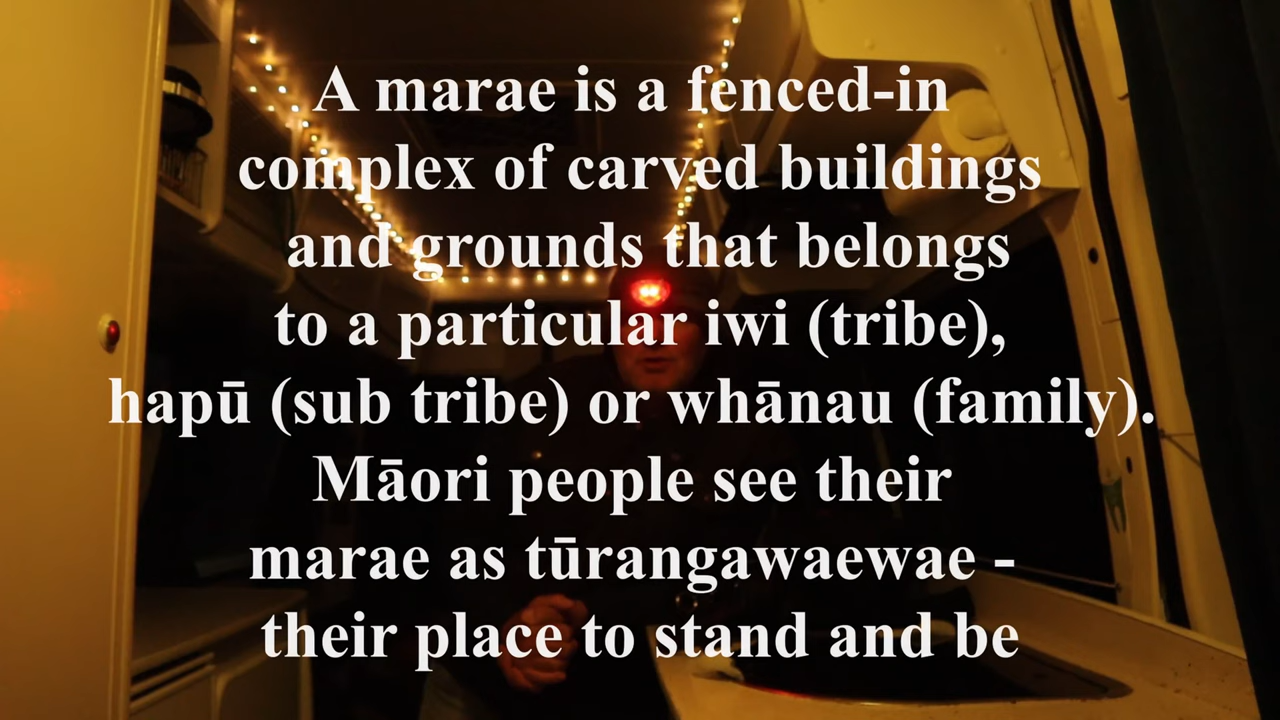 A marae is a fenced-in
complex of carved buildings
and grounds that belongs
to a particular iwi (tribe),
hapū (sub tribe) or whānau (family).
Māori people see their
marae as tūrangawaewae -
their place to stand and be